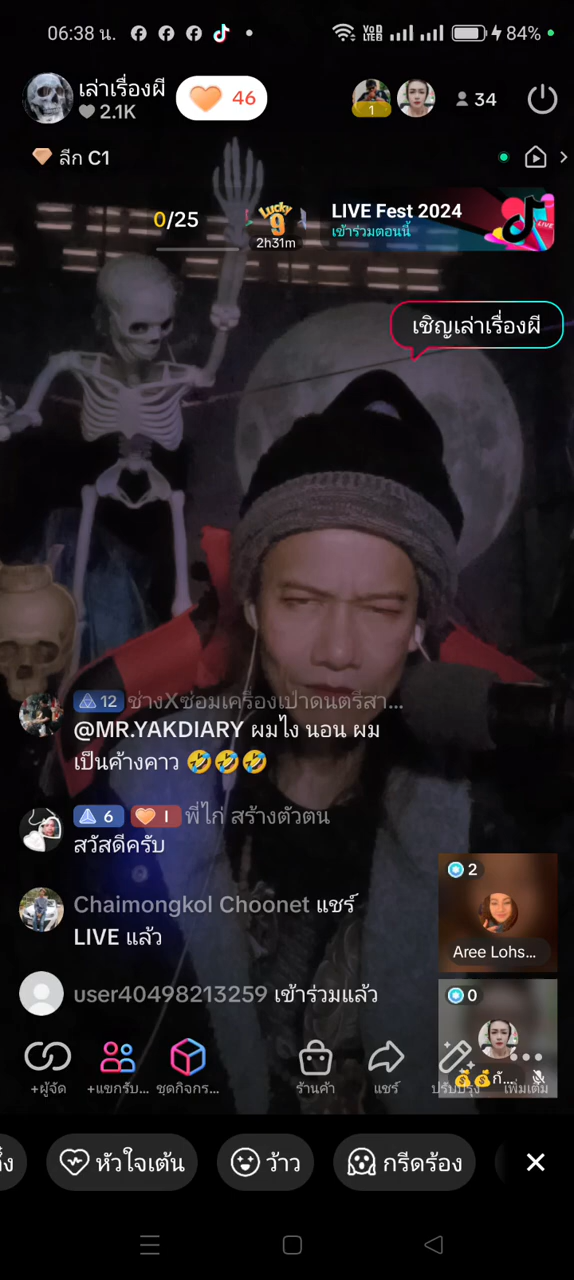 06:38 น.
VoD LTE2
84%
เล่าเรื่องผี
2.1K
46
1
34
ลีก C1
0/25
Lucky 9
2h31m
LIVE Fest 2024
เข้าร่วมตอนนี้
LIVE
เชิญเล่าเรื่องผี
12 ช่างXซ่อมเครื่องเป่าดนตรีสา...
@MR.YAKDIARY ผมไง นอน ผม
เป็นค้างคาว 🤣🤣🤣
6 I พี่ไก่ สร้างตัวตน
สวัสดีครับ
2
Aree Lohs...
Chaimongkol Choonet แชร์
LIVE แล้ว
0
user40498213259 เข้าร่วมแล้ว
💰💰ก้...
+ผู้จัด
+แขกรับ...
ชุดกิจกร...
ร้านค้า
แชร์
ปรับปรุง
เพิ่มเติม
หัวใจเต้น
ว้าว
กรีดร้อง